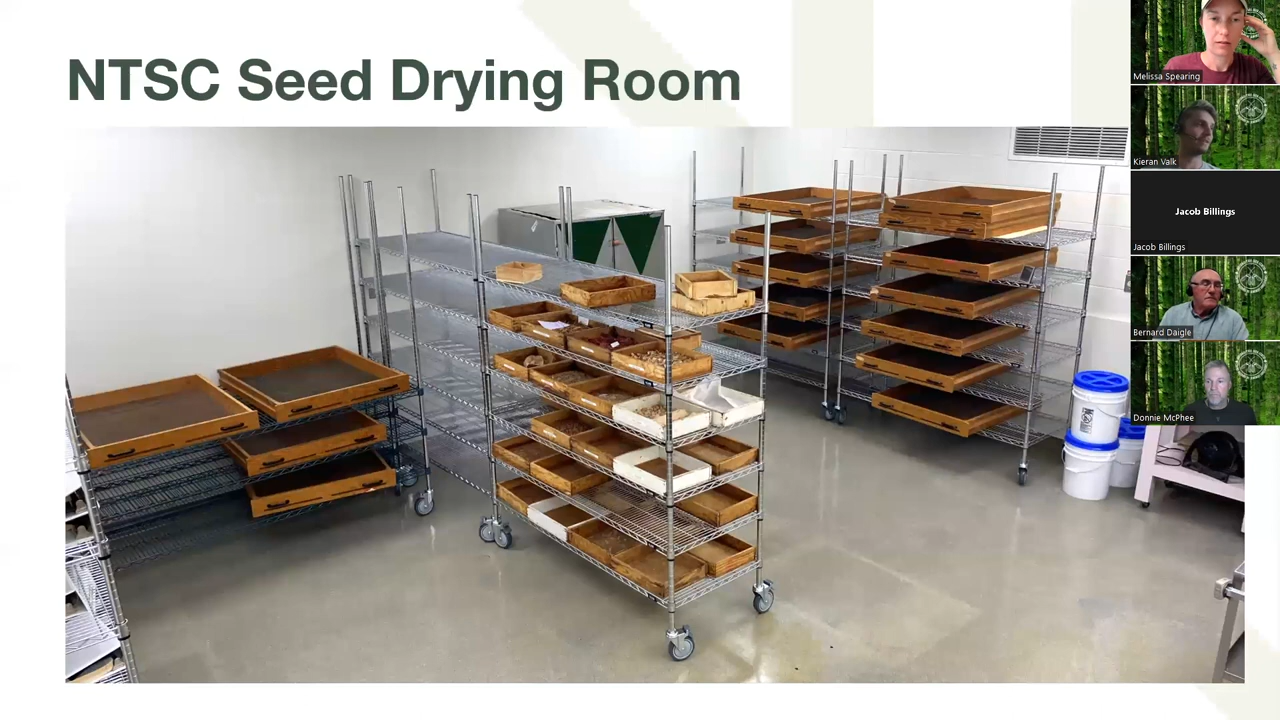 NTSC Seed Drying Room
Melissa Spearing
Kieran Valk
Jacob Billings
Jacob Billings
Bernard Daigle
Donnie McPhee